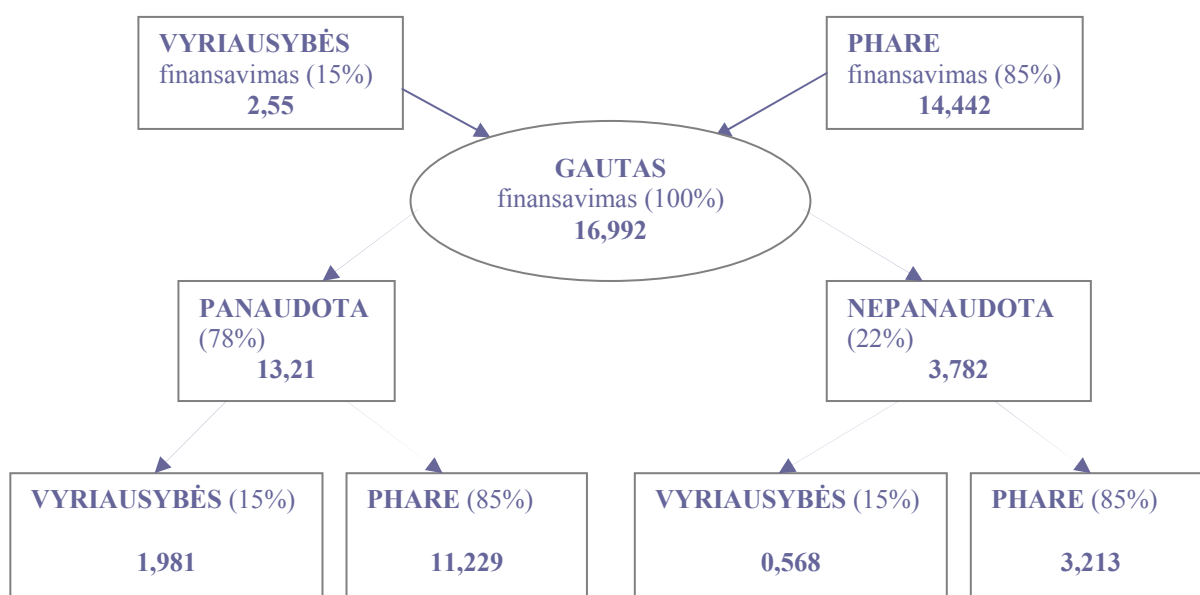 VYRIAUSYBĖS
finansavimas (15%)
2,55
PHARE
finansavimas (85%)
14,442
GAUTAS
finansavimas (100%)
16,992
PANAUDOTA
(78%)
13,21
NEPANAUDOTA
(22%)
3,782
VYRIAUSYBĖS (15%)
1,981
PHARE (85%)
11,229
VYRIAUSYBĖS (15%)
0,568
PHARE (85%)
3,213